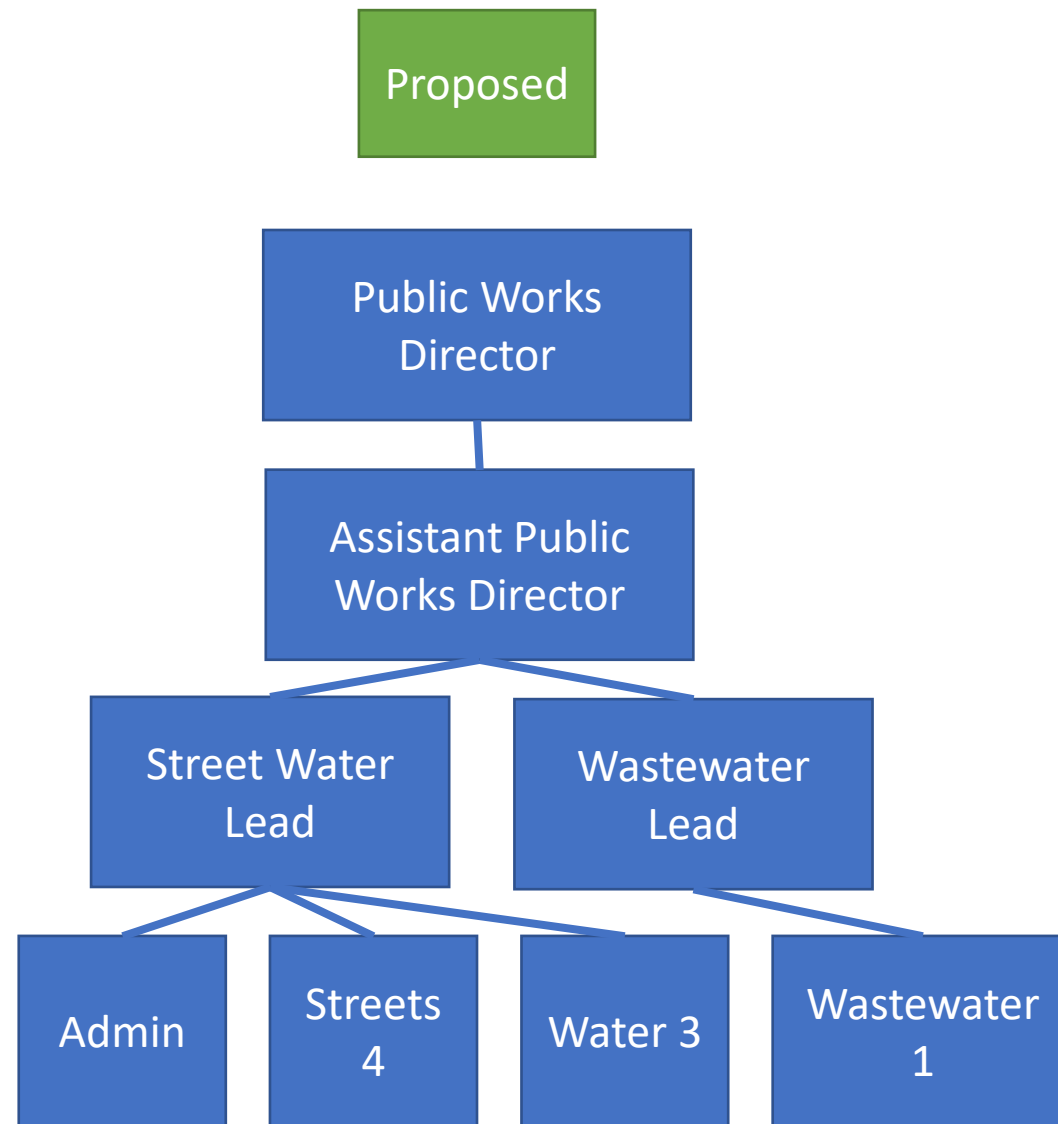 Proposed
Public Works
Director
Assistant Public
Works Director
Street Water
Lead
Wastewater
Lead
Admin
Streets
4
Water 3
Wastewater
1